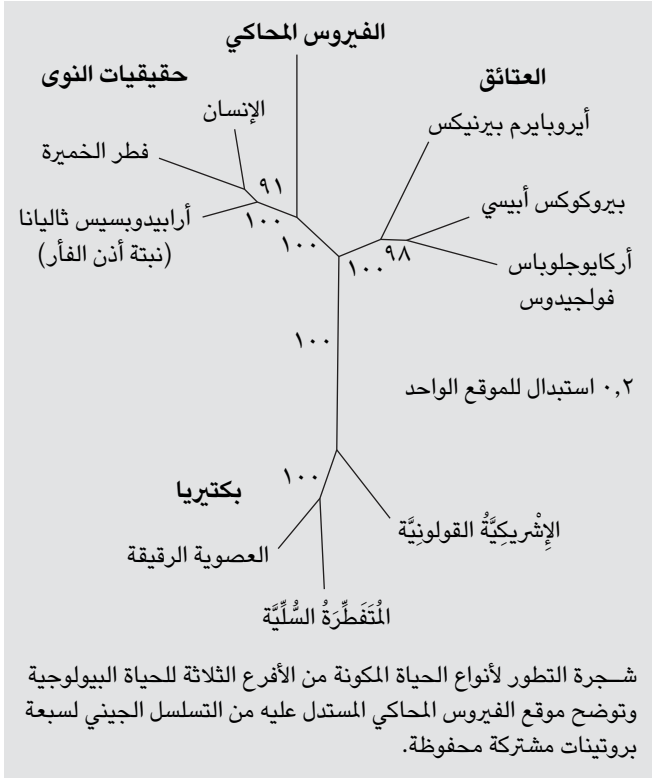 الفيروس المحاكي
حقيقيات النوى
العتائق
الإنسان
أيروبايرم بيرنيكس
فطر الخميرة
٩١
بيروكوكس أبيسي
أرابيدوبسيس ثاليانا
(نبتة أذن الفأر)
١٠٠
١٠٠
١٠٠
٩٨
أركايوجلوباس
فولجيدوس
١٠٠
٠,٢ استبدال للموقع الواحد
بكتيريا
١٠٠
الإِشْريكِيَّةُ القولونِيَّة
العصوية الرقيقة
المُتَفَطِّرَةُ السُّلِّيَّة
شـجرة التطور لأنواع الحياة المكونة من الأفرع الثلاثة للحياة البيولوجية
وتوضح موقع الفيروس المحاكي المستدل عليه من التسلسل الجيني لسبعة
بروتينات مشتركة محفوظة.